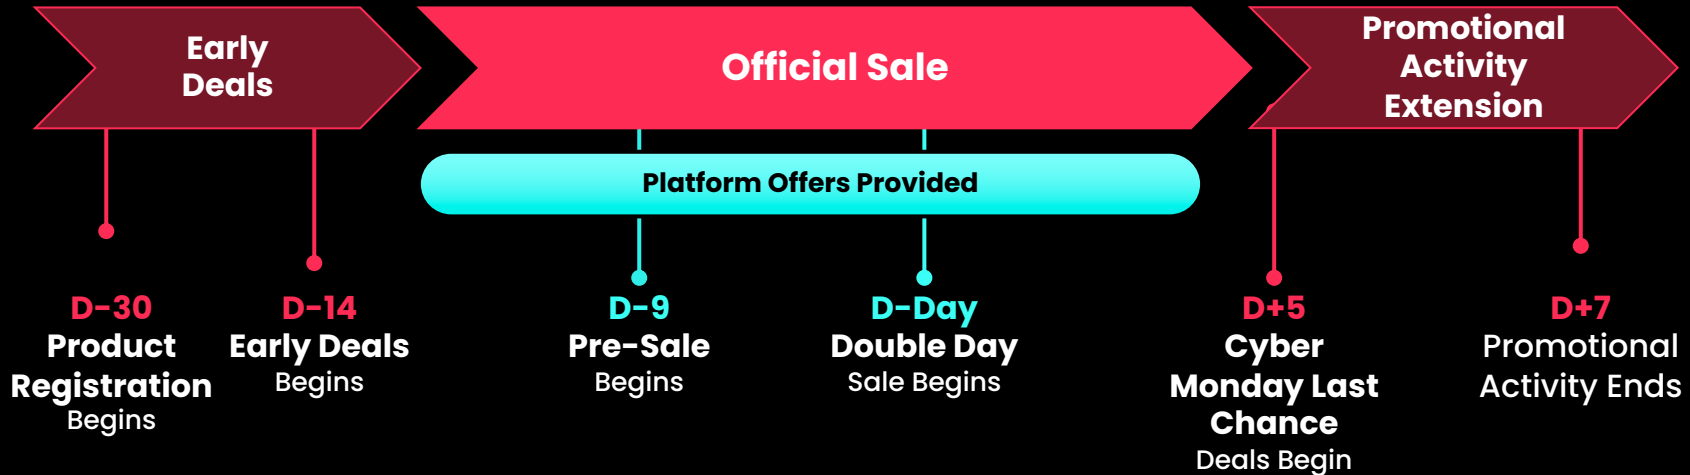 Early
Deals
Official Sale
Promotional
Activity
Extension
Platform Offers Provided
D-30
Product
Registration
Begins
D-14
Early Deals
Begins
D-9
Pre-Sale
Begins
D-Day
Double Day
Sale Begins
D+5
Cyber
Monday Last
Chance
Deals Begin
D+7
Promotional
Activity Ends